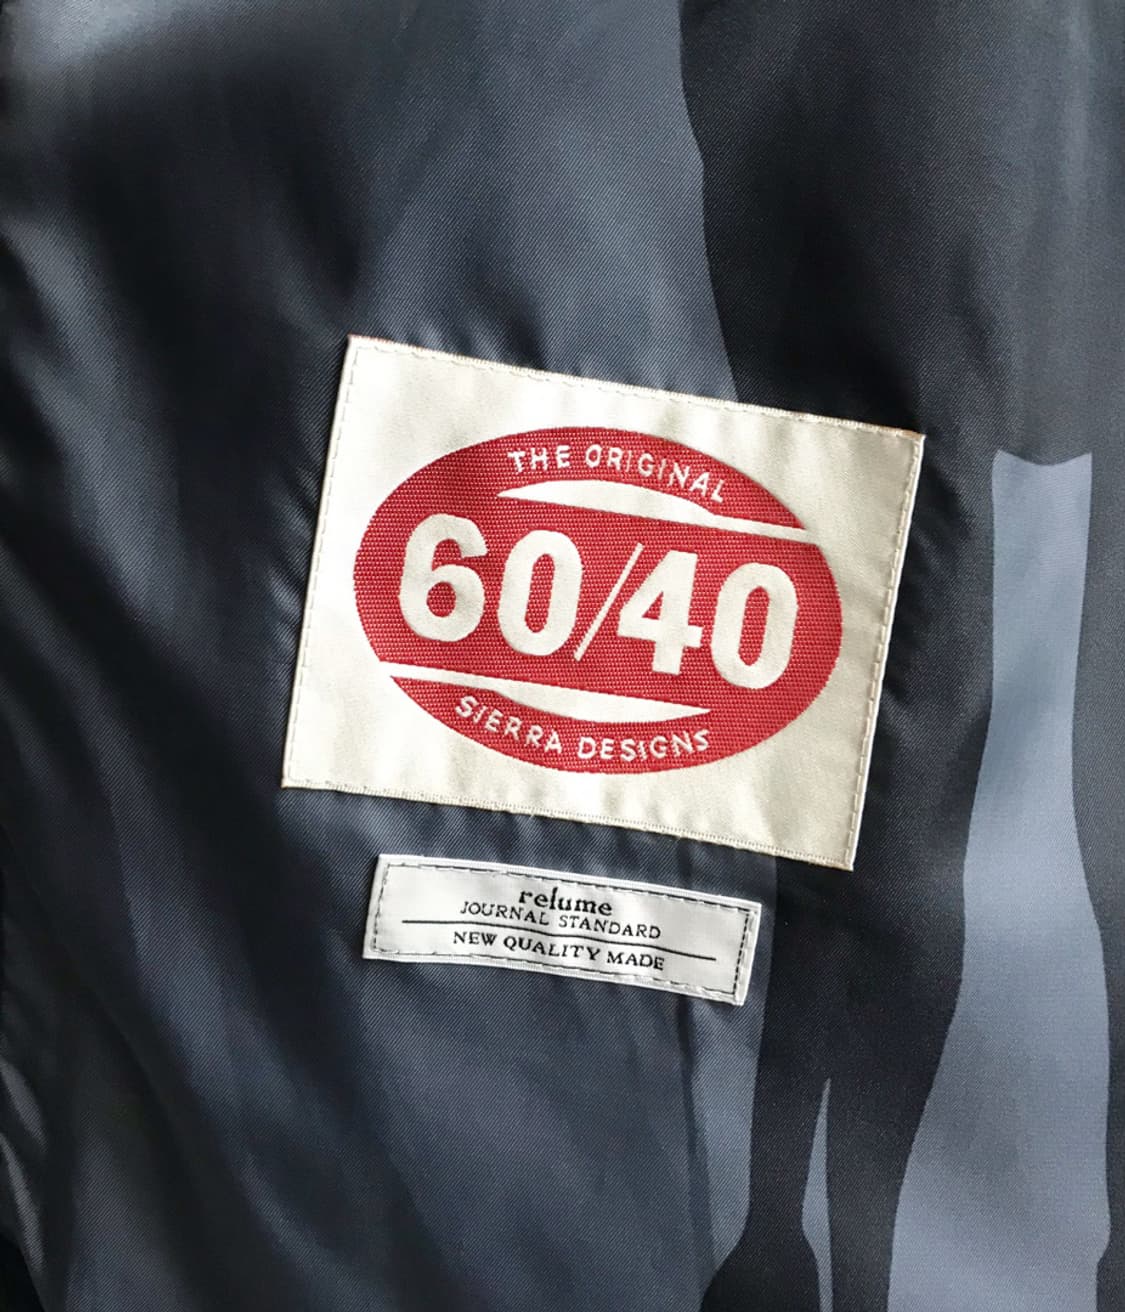 THE ORIGINAL
60/40
SIERRA DESIGNS
relume
JOURNAL STANDARD
NEW QUALITY MADE